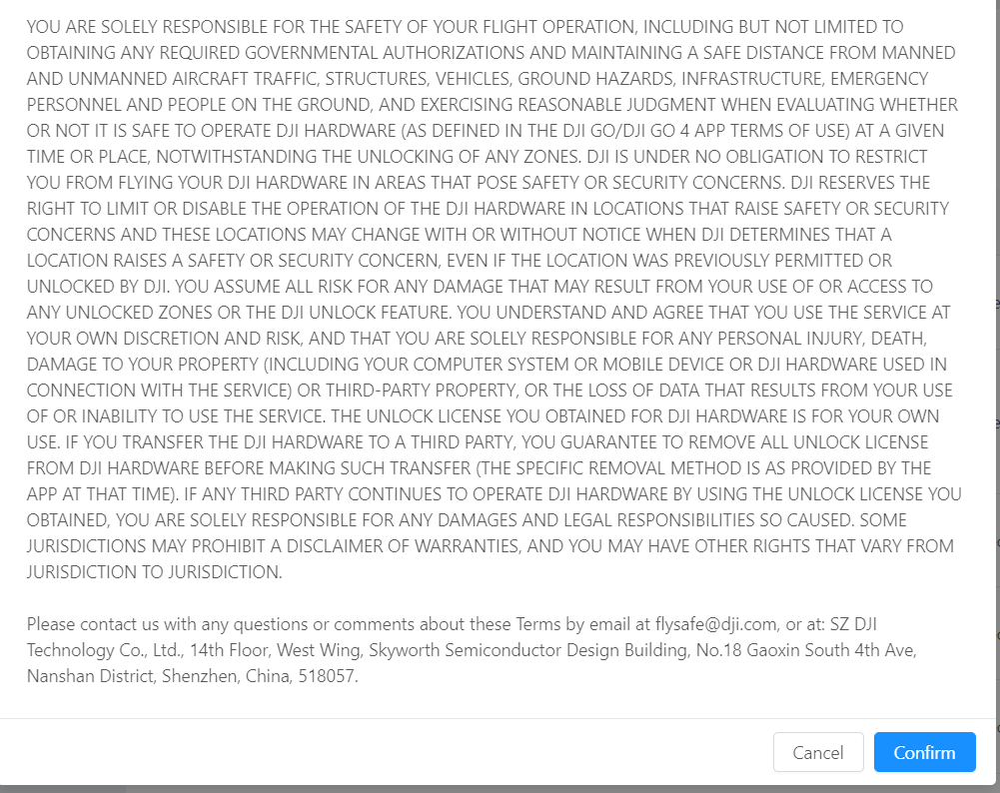 YOU ARE SOLELY RESPONSIBLE FOR THE SAFETY OF YOUR FLIGHT OPERATION, INCLUDING BUT NOT LIMITED TO
OBTAINING ANY REQUIRED GOVERNMENTAL AUTHORIZATIONS AND MAINTAINING A SAFE DISTANCE FROM MANNED
AND UNMANNED AIRCRAFT TRAFFIC, STRUCTURES, VEHICLES, GROUND HAZARDS, INFRASTRUCTURE, EMERGENCY
PERSONNEL AND PEOPLE ON THE GROUND, AND EXERCISING REASONABLE JUDGMENT WHEN EVALUATING WHETHER
OR NOT IT IS SAFE TO OPERATE DJI HARDWARE (AS DEFINED IN THE DJI GO/DJI GO 4 APP TERMS OF USE) AT A GIVEN
TIME OR PLACE, NOTWITHSTANDING THE UNLOCKING OF ANY ZONES. DJI IS UNDER NO OBLIGATION TO RESTRICT
YOU FROM FLYING YOUR DJI HARDWARE IN AREAS THAT POSE SAFETY OR SECURITY CONCERNS. DJI RESERVES THE
RIGHT TO LIMIT OR DISABLE THE OPERATION OF THE DJI HARDWARE IN LOCATIONS THAT RAISE SAFETY OR SECURITY
CONCERNS AND THESE LOCATIONS MAY CHANGE WITH OR WITHOUT NOTICE WHEN DJI DETERMINES THAT A
LOCATION RAISES A SAFETY OR SECURITY CONCERN, EVEN IF THE LOCATION WAS PREVIOUSLY PERMITTED OR
UNLOCKED BY DJI. YOU ASSUME ALL RISK FOR ANY DAMAGE THAT MAY RESULT FROM YOUR USE OF OR ACCESS TO
ANY UNLOCKED ZONES OR THE DJI UNLOCK FEATURE. YOU UNDERSTAND AND AGREE THAT YOU USE THE SERVICE AT
YOUR OWN DISCRETION AND RISK, AND THAT YOU ARE SOLELY RESPONSIBLE FOR ANY PERSONAL INJURY, DEATH,
DAMAGE TO YOUR PROPERTY (INCLUDING YOUR COMPUTER SYSTEM OR MOBILE DEVICE OR DJI HARDWARE USED IN
CONNECTION WITH THE SERVICE) OR THIRD-PARTY PROPERTY, OR THE LOSS OF DATA THAT RESULTS FROM YOUR USE
OF OR INABILITY TO USE THE SERVICE. THE UNLOCK LICENSE YOU OBTAINED FOR DJI HARDWARE IS FOR YOUR OWN
USE. IF YOU TRANSFER THE DJI HARDWARE TO A THIRD PARTY, YOU GUARANTEE TO REMOVE ALL UNLOCK LICENSE
FROM DJI HARDWARE BEFORE MAKING SUCH TRANSFER (THE SPECIFIC REMOVAL METHOD IS AS PROVIDED BY THE
APP AT THAT TIME). IF ANY THIRD PARTY CONTINUES TO OPERATE DJI HARDWARE BY USING THE UNLOCK LICENSE YOU
OBTAINED, YOU ARE SOLELY RESPONSIBLE FOR ANY DAMAGES AND LEGAL RESPONSIBILITIES SO CAUSED. SOME
JURISDICTIONS MAY PROHIBIT A DISCLAIMER OF WARRANTIES, AND YOU MAY HAVE OTHER RIGHTS THAT VARY FROM
JURISDICTION TO JURISDICTION.
Please contact us with any questions or comments about these Terms by email at flysafe@dji.com, or at: SZ DJI
Technology Co., Ltd., 14th Floor, West Wing, Skyworth Semiconductor Design Building, No.18 Gaoxin South 4th Ave,
Nanshan District, Shenzhen, China, 518057.
Cancel Confirm